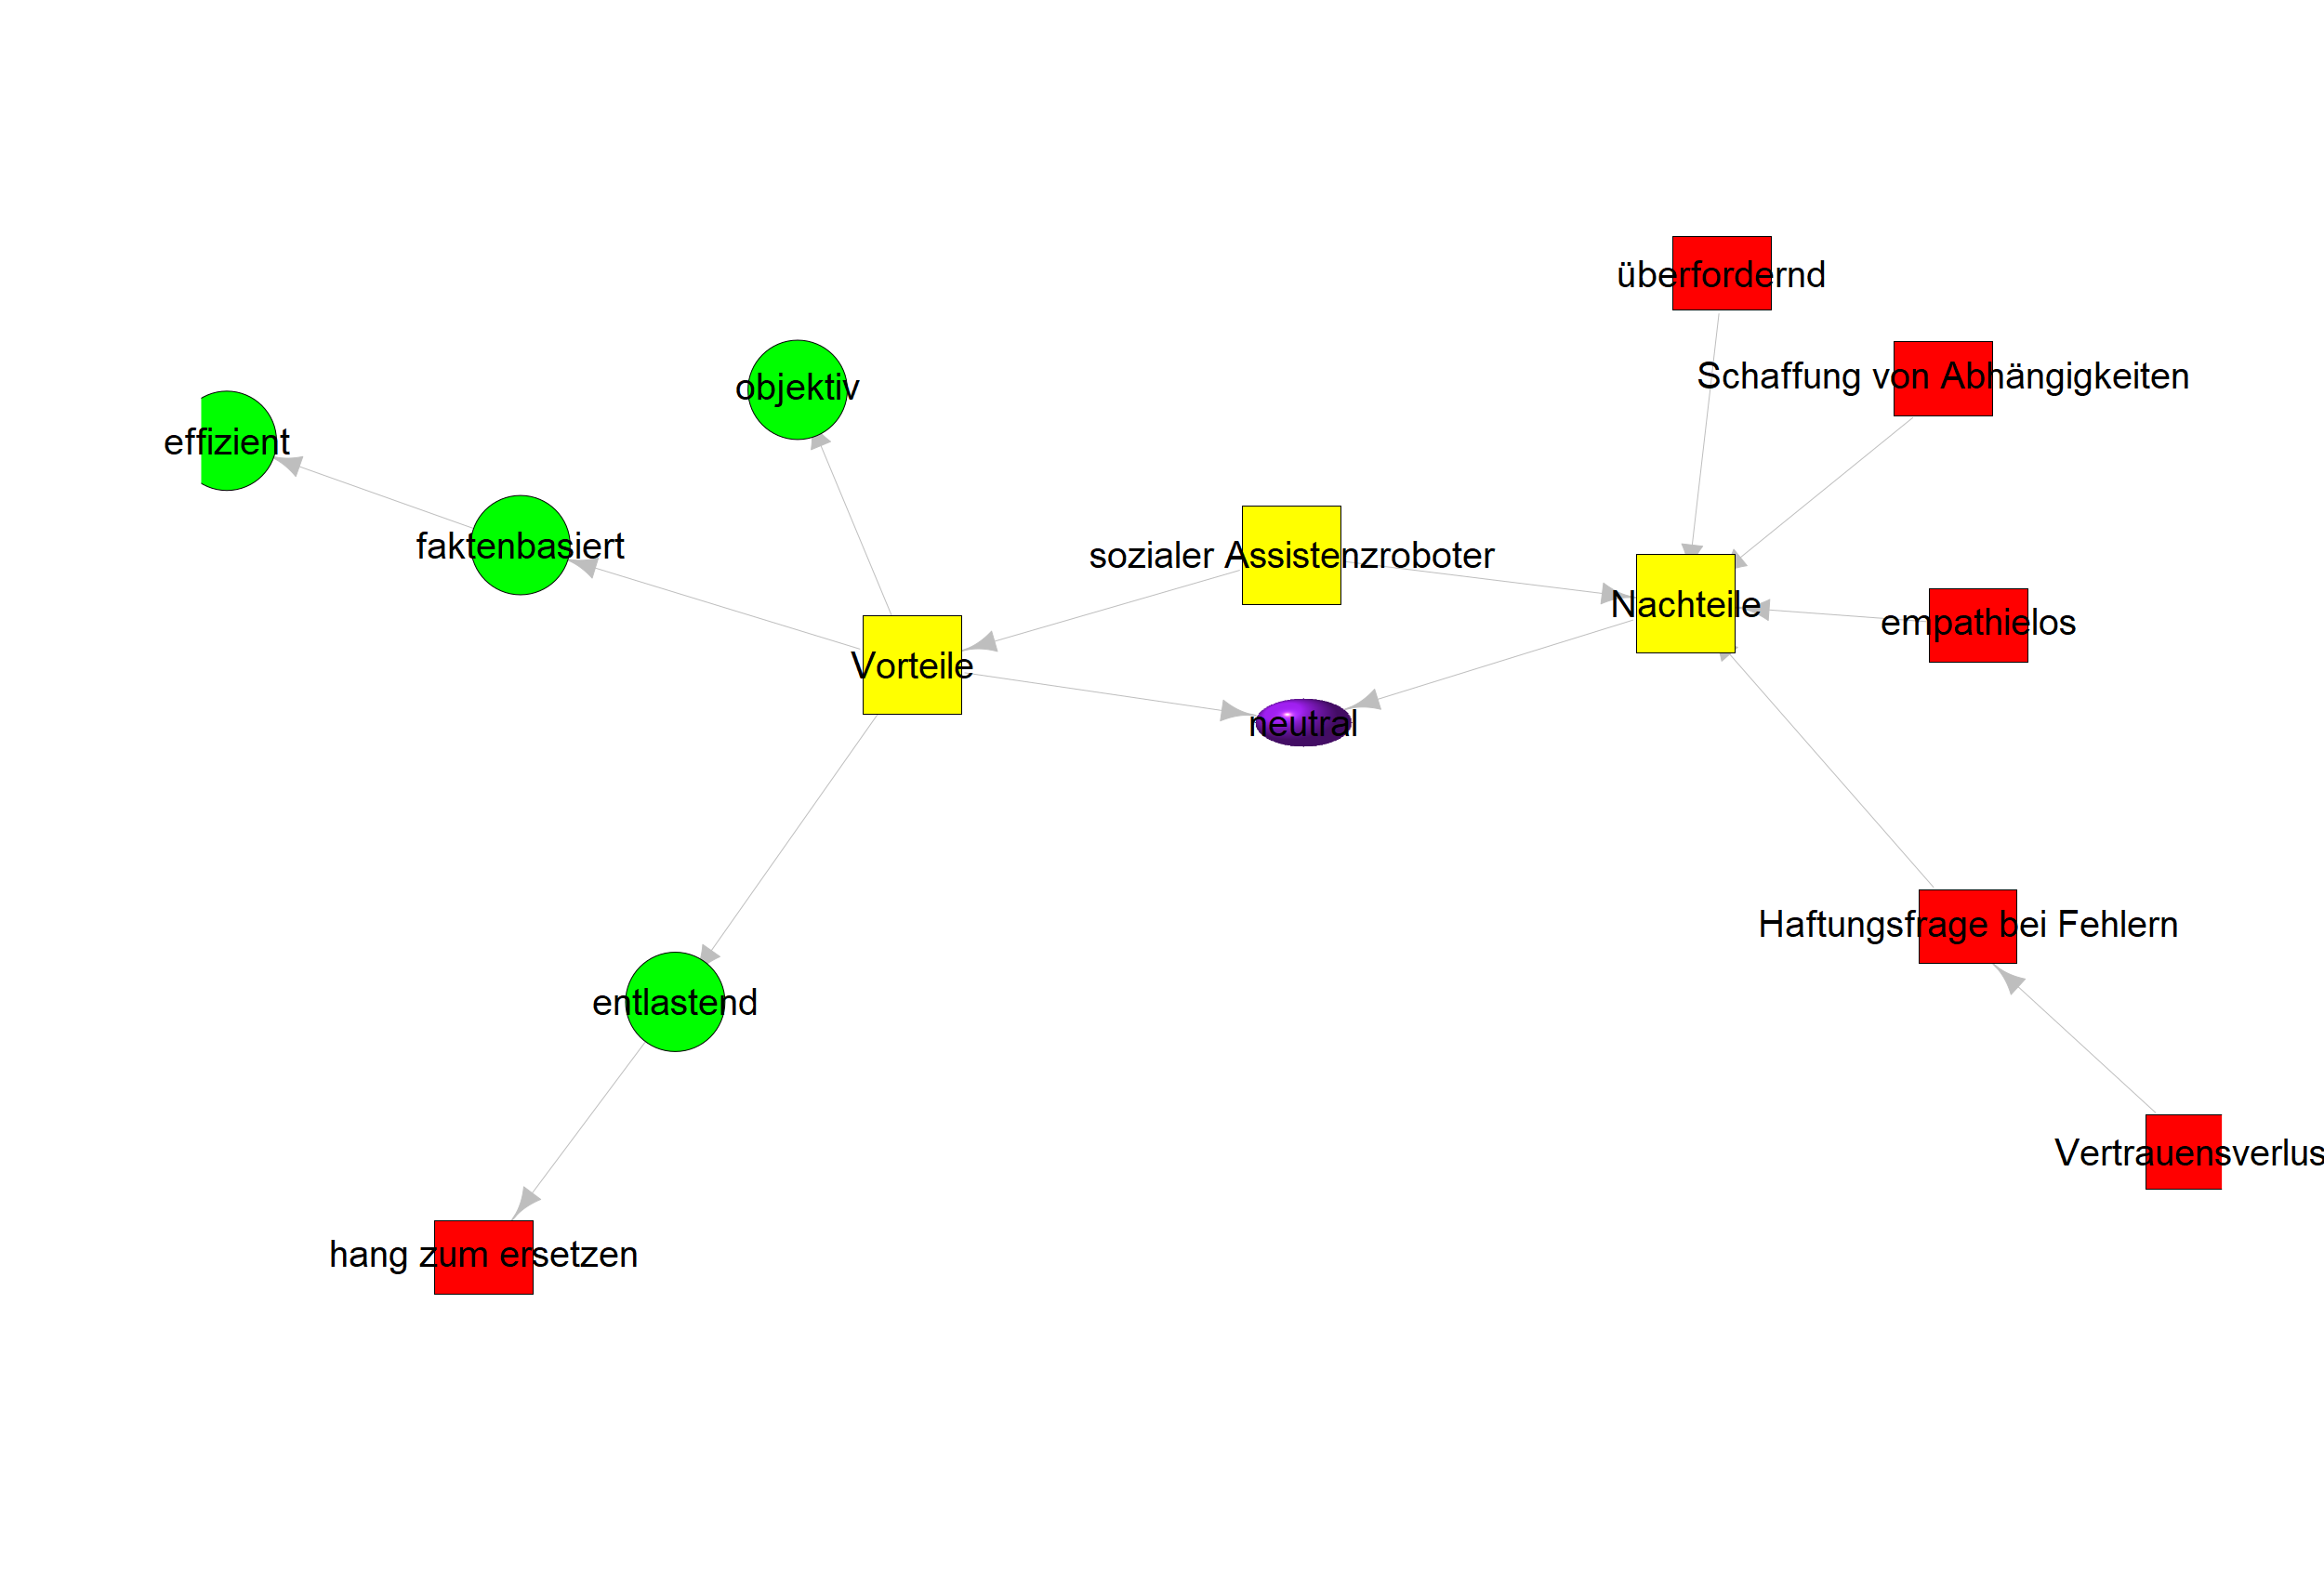 überfordernd
Schaffung von Abhängigkeiten
objektiv
effizient
faktenbasiert
sozialer Assistenzroboter
Nachteile
empathielos
Vorteile
neutral
Haftungsfrage bei Fehlern
entlastend
Vertrauensverlus
hang zum ersetzen